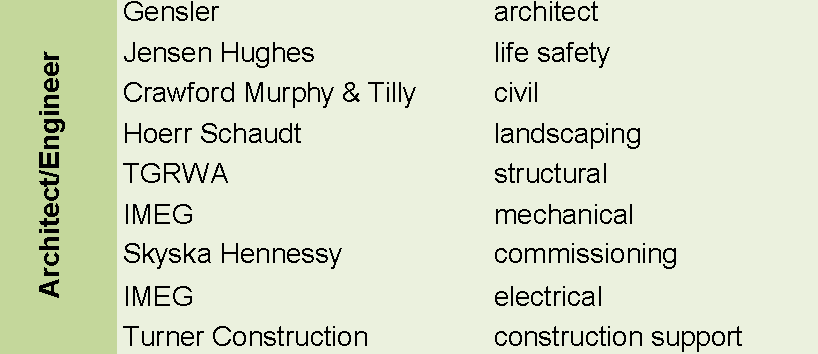 Architect/Engineer
Gensler architect
Jensen Hughes life safety
Crawford Murphy & Tilly civil
Hoerr Schaudt landscaping
TGRWA structural
IMEG mechanical
Skyska Hennessy commissioning
IMEG electrical
Turner Construction construction support